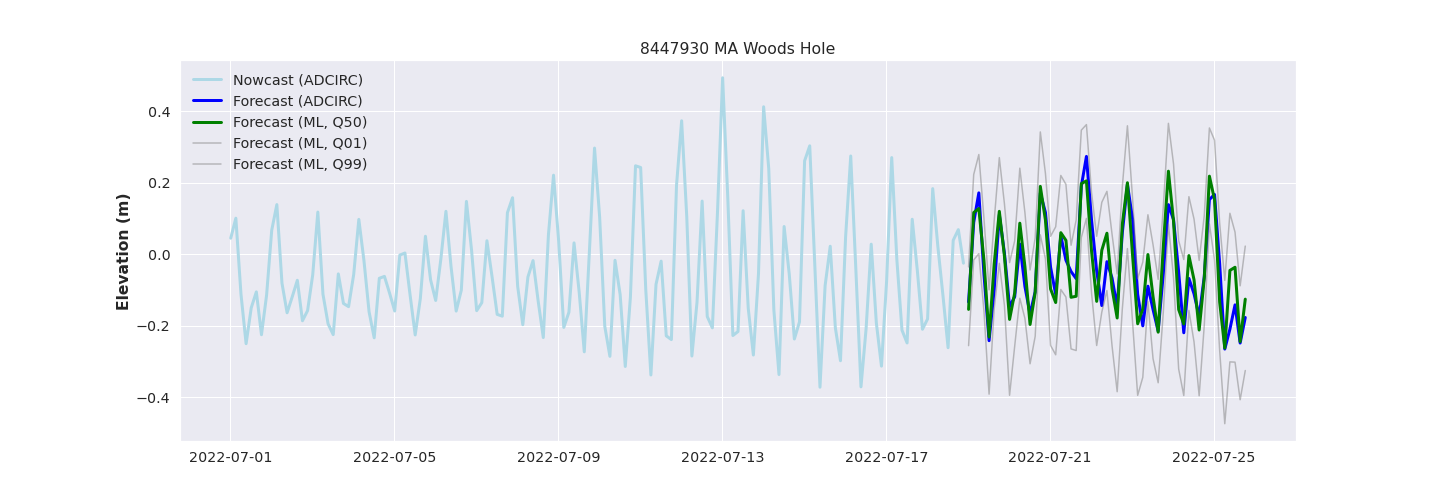 8447930 MA Woods Hole
Nowcast (ADCIRC)
Forecast (ADCIRC)
Forecast (ML, Q50)
Forecast (ML, Q01)
Forecast (ML, Q99)
Elevation (m)
0.4
0.2
0.0
−0.2
−0.4
2022-07-01 2022-07-05 2022-07-09 2022-07-13 2022-07-17 2022-07-21 2022-07-25